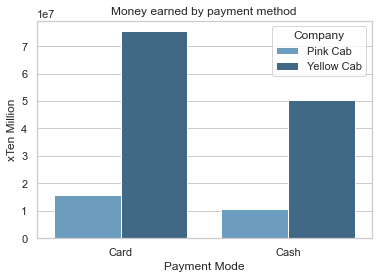 Money earned by payment method
1e7
Company
Pink Cab
Yellow Cab
7
6
5
4
3
2
1
0
xTen Million
Card
Cash
Payment Mode